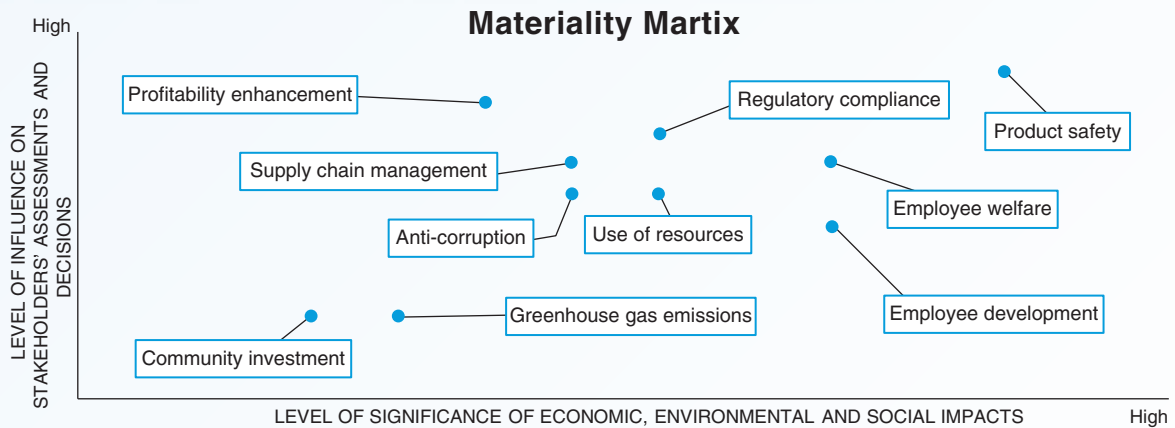 Materiality Martix
High
LEVEL OF INFLUENCE ON
STAKEHOLDERS' ASSESSMENTS AND
DECISIONS
Profitability enhancement
Regulatory compliance
Product safety
Supply chain management
Employee welfare
Anti-corruption
Use of resources
Greenhouse gas emissions
Employee development
Community investment
LEVEL OF SIGNIFICANCE OF ECONOMIC, ENVIRONMENTAL AND SOCIAL IMPACTS
High